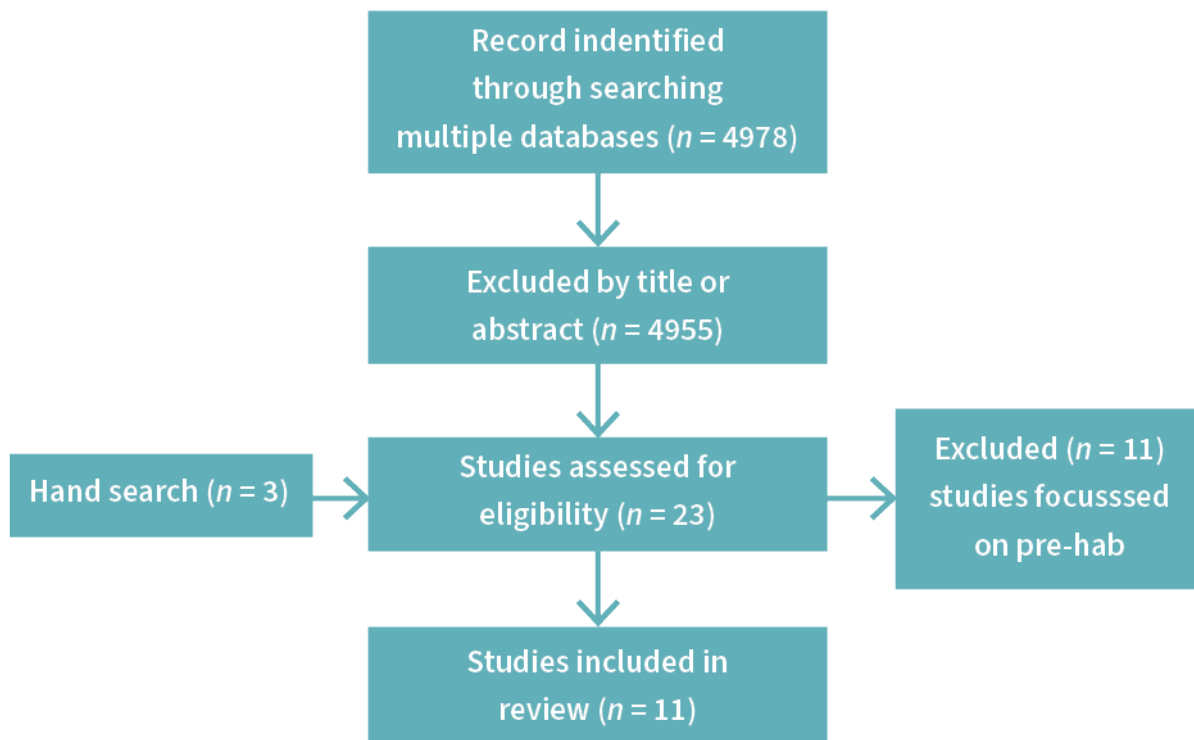 Record indentified
through searching
multiple databases (n = 4978)
Excluded by title or
abstract (n = 4955)
Hand search (n = 3)
Studies assessed for
eligibility (n = 23)
Excluded (n = 11)
studies focusssed
on pre-hab
Studies included in
review (n = 11)